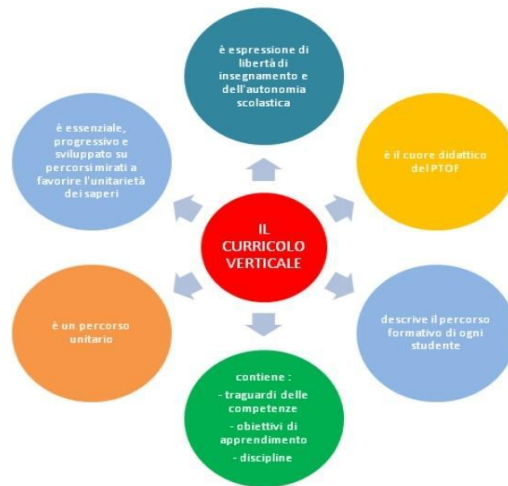 è espressione di
libertà di
insegnamento e
dell'autonomia
scolastica
è il cuore didattico
del PTOF
descrive il percorso
formativo di ogni
studente
contiene :
- traguardi delle
competenze
- obiettivi di
apprendimento
- discipline
è un percorso
unitario
è essenziale,
progressivo e
sviluppato su
percorsi mirati a
favorire l'unitarietà
dei saperi
IL
CURRICOLO
VERTICALE